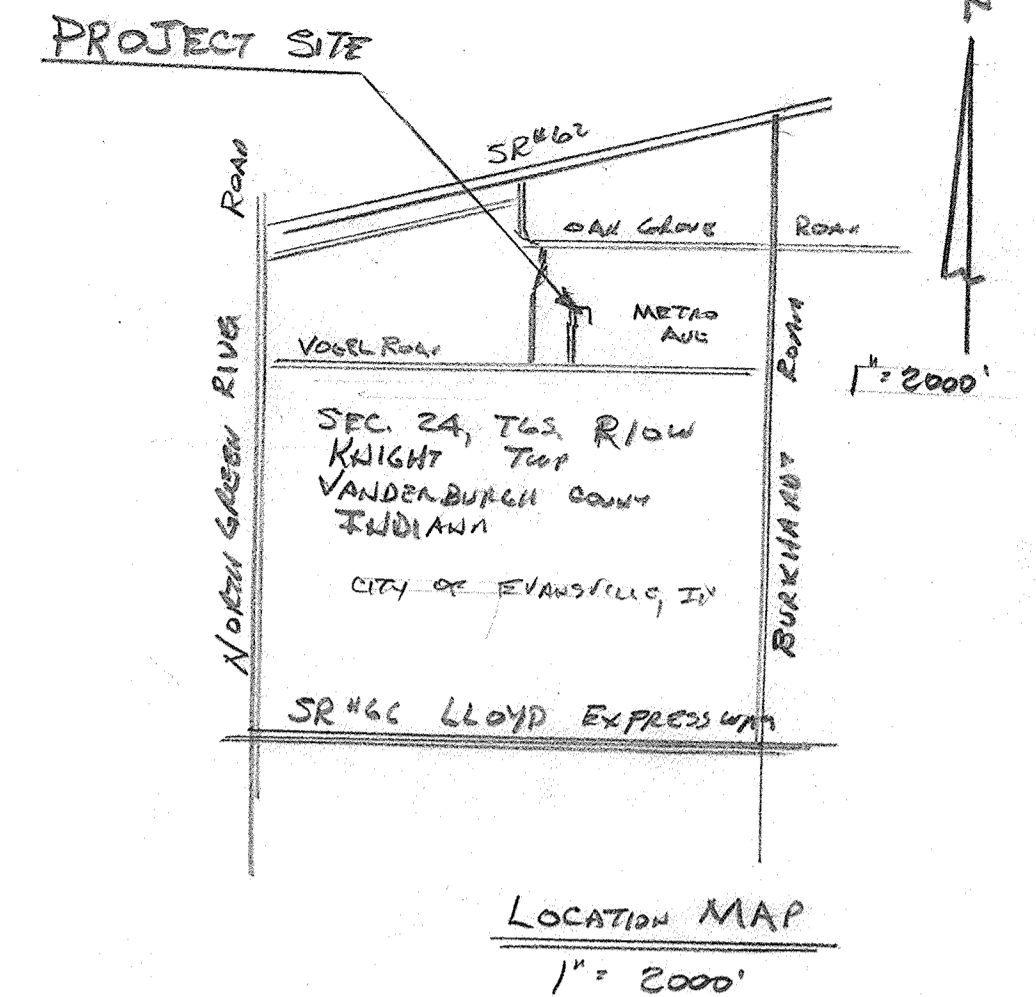 PROJECT SITE
N
SR #62
ROAD
OAK GROVE ROAD
METRO
AVE
VOGEL ROAD
1" = 2000'
NORTH GREEN RIVER
ROAD
BURKHARDT
SEC. 24, T6S, R10W
KNIGHT TWP
VANDERBURGH COUNTY
INDIANA
CITY OF EVANSVILLE, IN
SR #66 LLOYD EXPRESSWAY
LOCATION MAP
1" = 2000'